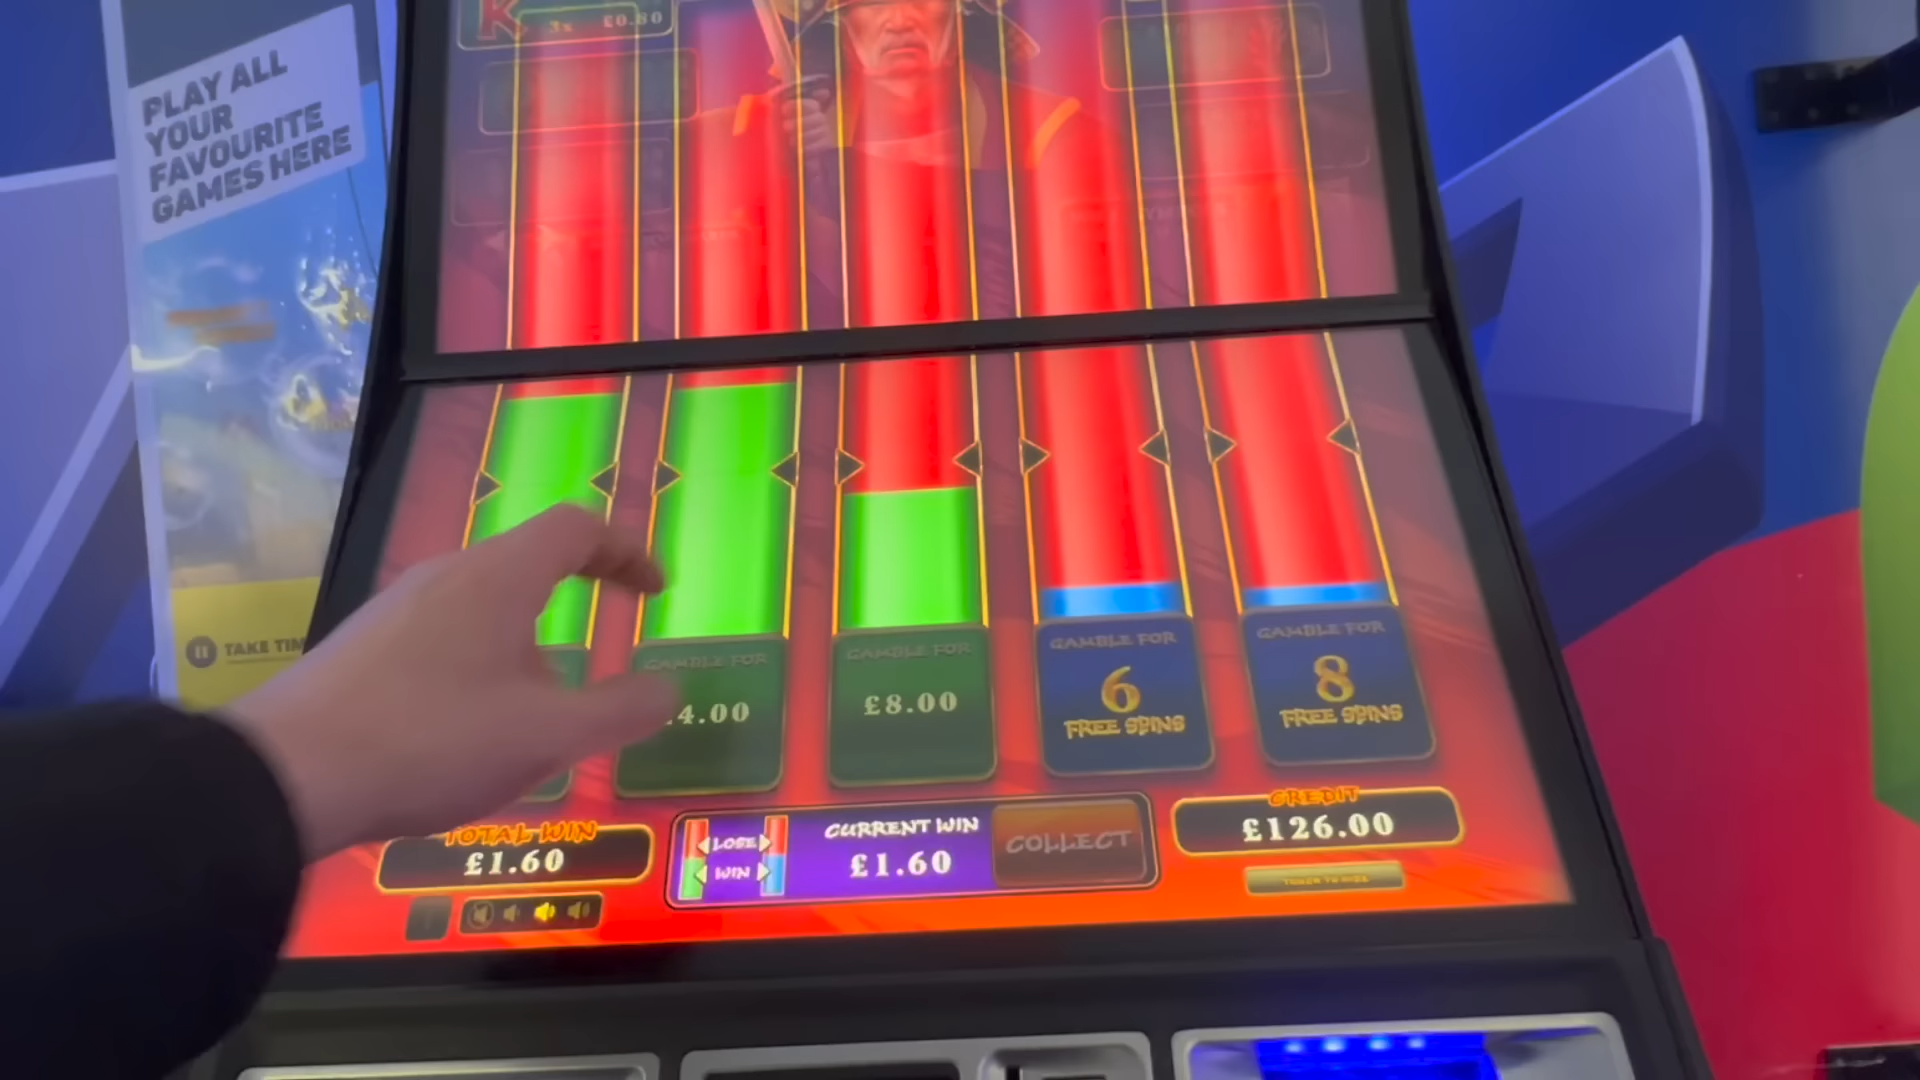 K 3x £0.80
PLAY ALL
YOUR
FAVOURITE
GAMES HERE
TAKE TIM
GAMBLE FOR
4.00
GAMBLE FOR
£8.00
GAMBLE FOR
6
FREE SPINS
GAMBLE FOR
8
FREE SPINS
TOTAL WIN
£1.60
LOSE
WIN
CURRENT WIN
£1.60
COLLECT
CREDIT
£126.00